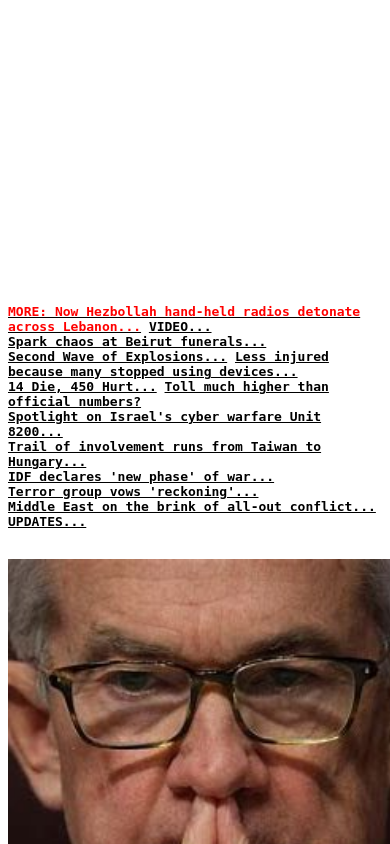 MORE: Now Hezbollah hand-held radios detonate
across Lebanon... VIDEO...
Spark chaos at Beirut funerals...
Second Wave of Explosions... Less injured
because many stopped using devices...
14 Die, 450 Hurt... Toll much higher than
official numbers?
Spotlight on Israel's cyber warfare Unit
8200...
Trail of involvement runs from Taiwan to
Hungary...
IDF declares 'new phase' of war...
Terror group vows 'reckoning'...
Middle East on the brink of all-out conflict...
UPDATES...